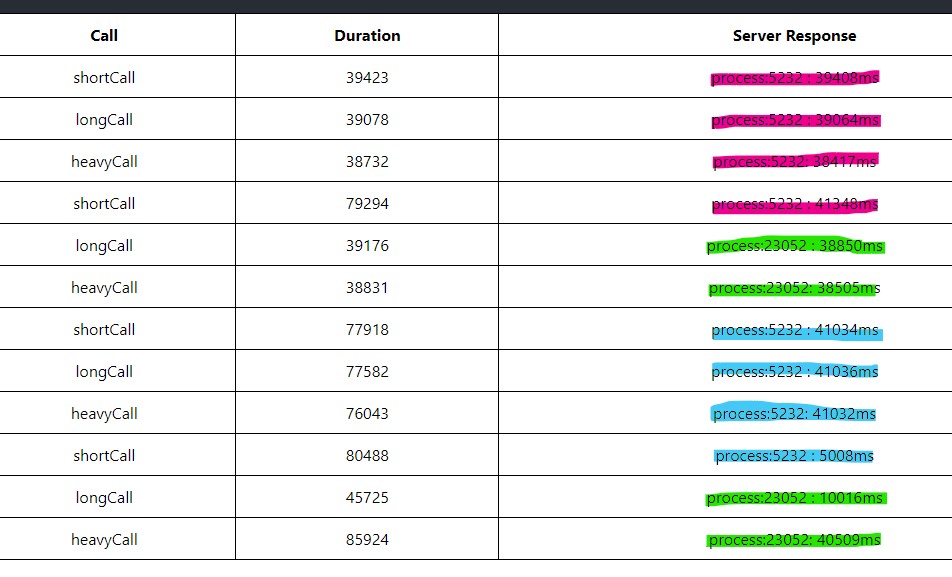 Call Duration Server Response
shortCall 39423 process:5232 : 39408ms
longCall 39078 process:5232 : 39064ms
heavyCall 38732 process:5232: 38417ms
shortCall 79294 process:5232 : 41348ms
longCall 39176 process:23052 : 38850ms
heavyCall 38831 process:23052: 38505ms
shortCall 77918 process:5232 : 41034ms
longCall 77582 process:5232 : 41036ms
heavyCall 76043 process:5232: 41032ms
shortCall 80488 process:5232 : 5008ms
longCall 45725 process:23052 : 10016ms
heavyCall 85924 process:23052: 40509ms